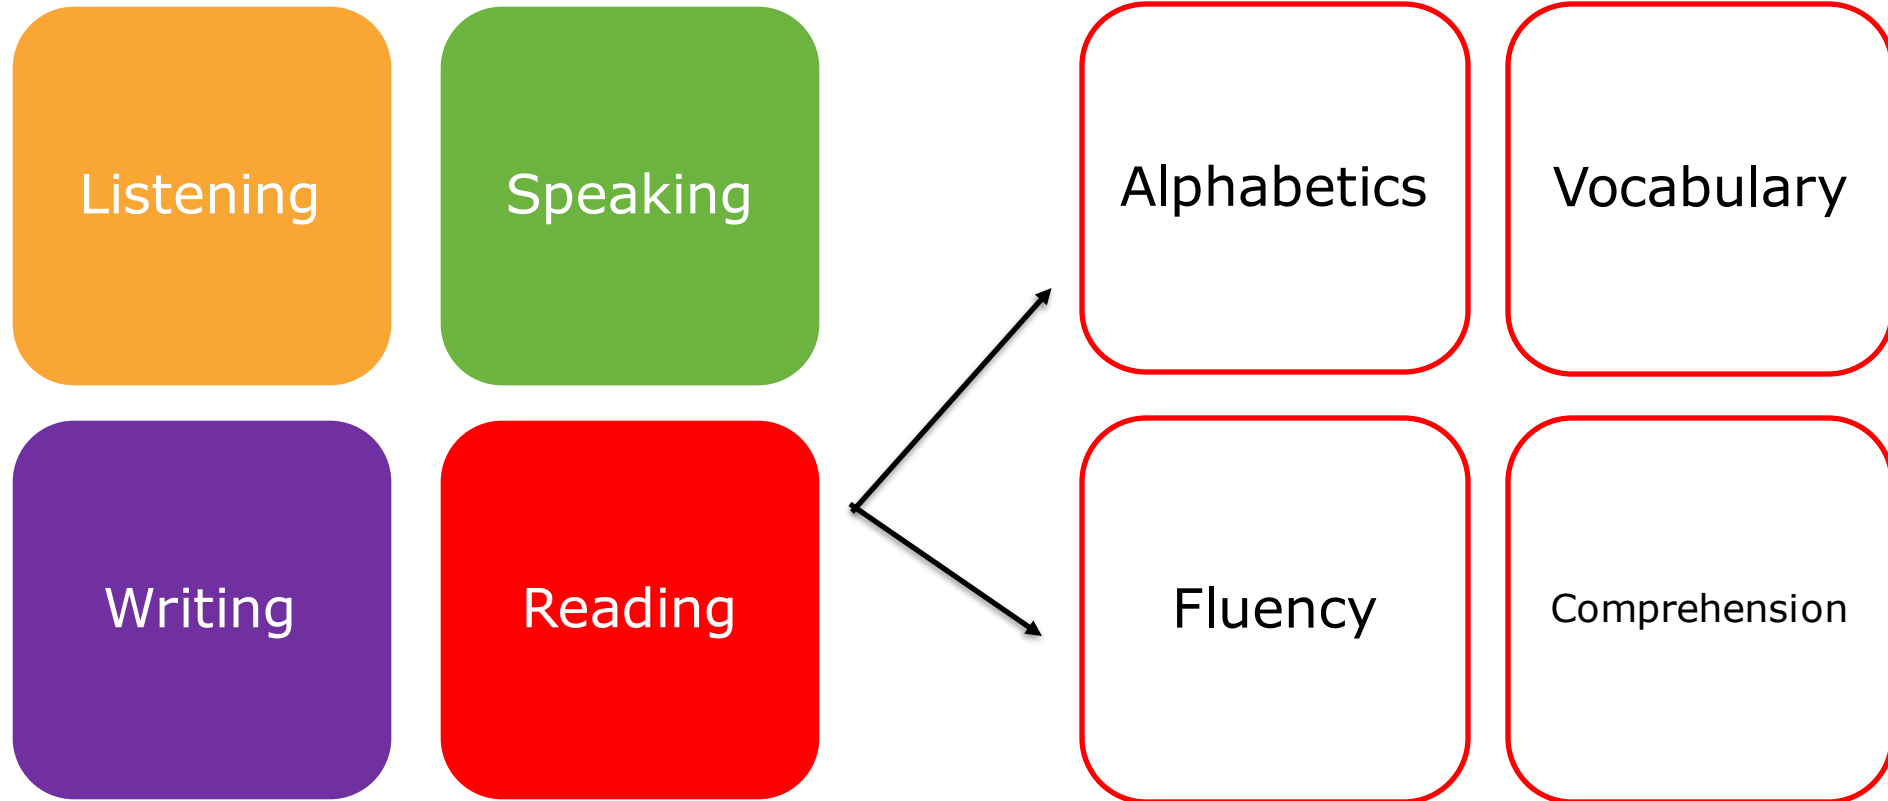 Listening
Speaking
Writing
Reading
Alphabetics
Vocabulary
Fluency
Comprehension